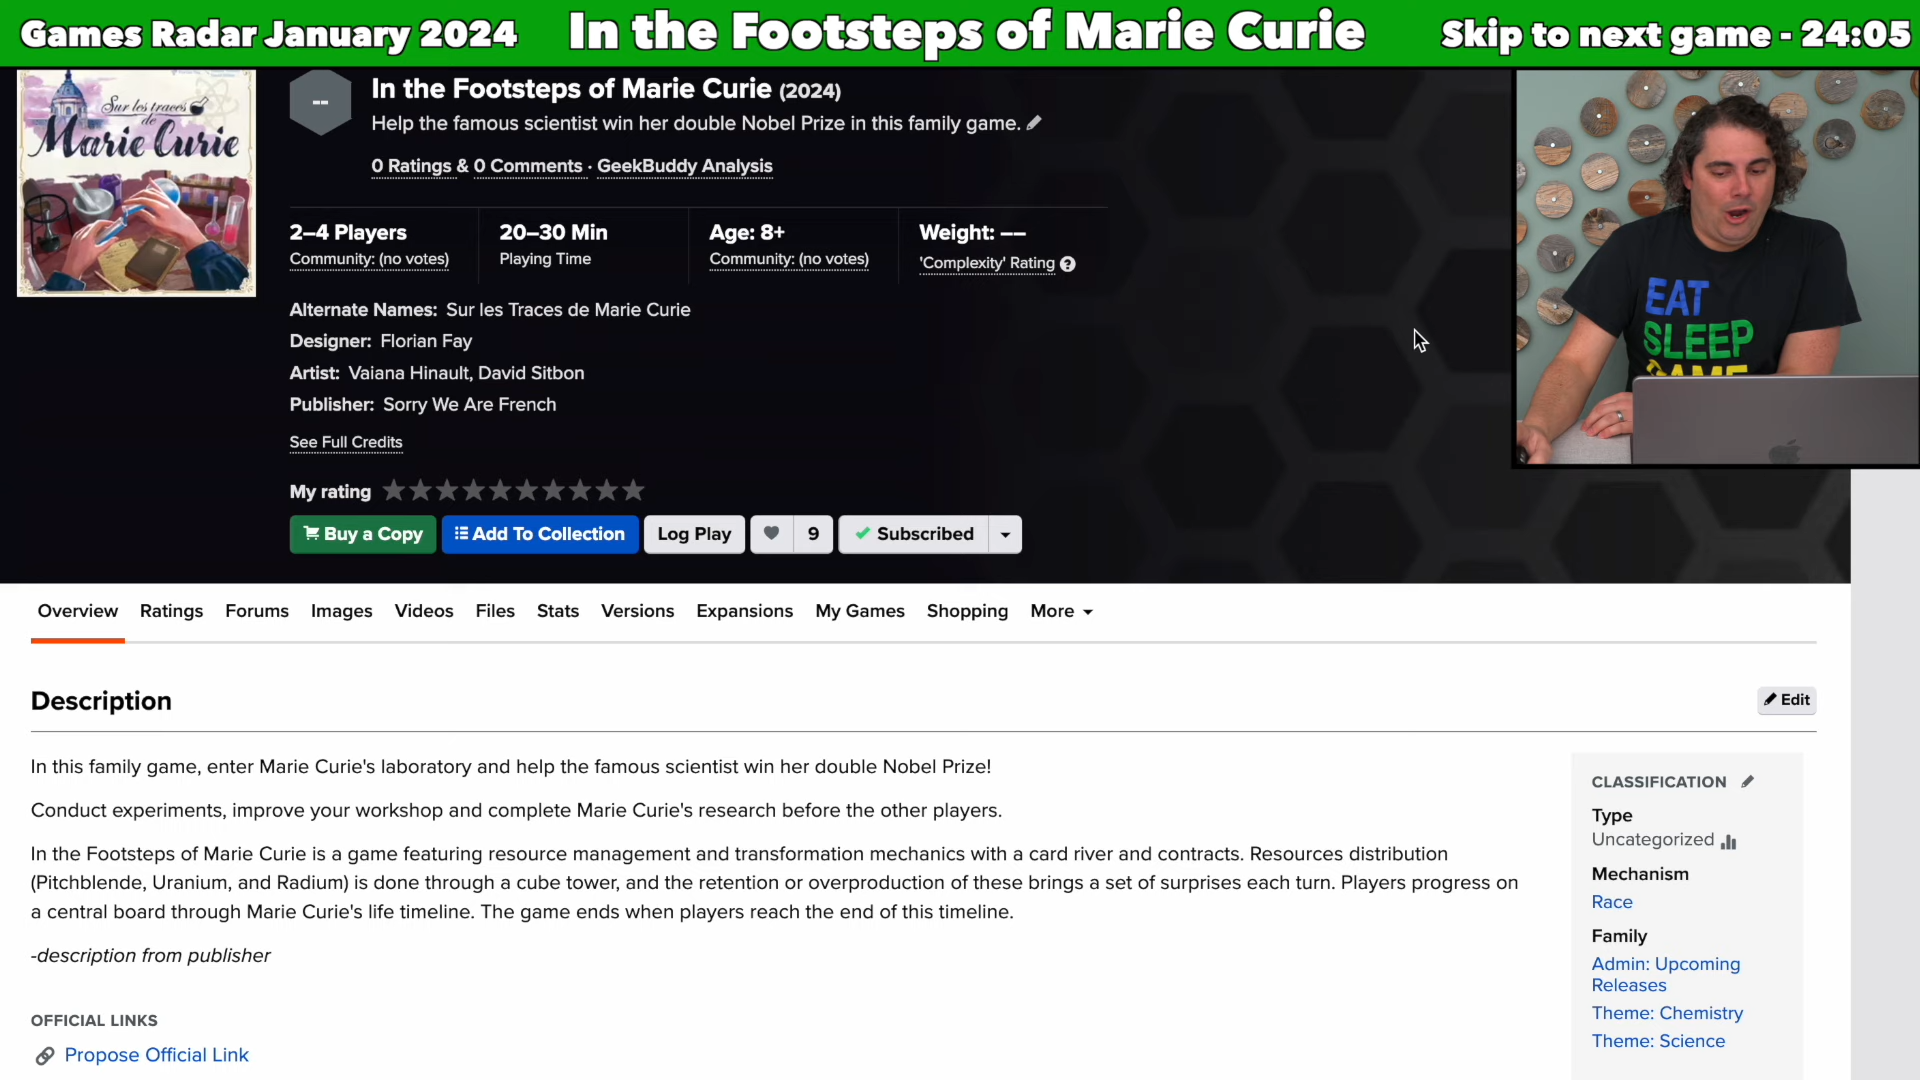 Games Radar January 2024
In the Footsteps of Marie Curie
Skip to next game - 24:05
Sur les traces
de
Marie Curie
--
In the Footsteps of Marie Curie (2024)
Help the famous scientist win her double Nobel Prize in this family game.
0 Ratings & 0 Comments · GeekBuddy Analysis
2–4 Players
Community: (no votes)
20–30 Min
Playing Time
Age: 8+
Community: (no votes)
Weight: ––
'Complexity' Rating ?
Alternate Names: Sur les Traces de Marie Curie
Designer: Florian Fay
Artist: Vaiana Hinault, David Sitbon
Publisher: Sorry We Are French
See Full Credits
My rating
Buy a Copy
Add To Collection
Log Play
9
Subscribed
EAT
SLEEP
GAME
Overview
Ratings
Forums
Images
Videos
Files
Stats
Versions
Expansions
My Games
Shopping
More
Description
Edit
In this family game, enter Marie Curie's laboratory and help the famous scientist win her double Nobel Prize!
Conduct experiments, improve your workshop and complete Marie Curie's research before the other players.
In the Footsteps of Marie Curie is a game featuring resource management and transformation mechanics with a card river and contracts. Resources distribution
(Pitchblende, Uranium, and Radium) is done through a cube tower, and the retention or overproduction of these brings a set of surprises each turn. Players progress on
a central board through Marie Curie's life timeline. The game ends when players reach the end of this timeline.
-description from publisher
OFFICIAL LINKS
Propose Official Link
CLASSIFICATION
Type
Uncategorized
Mechanism
Race
Family
Admin: Upcoming
Releases
Theme: Chemistry
Theme: Science